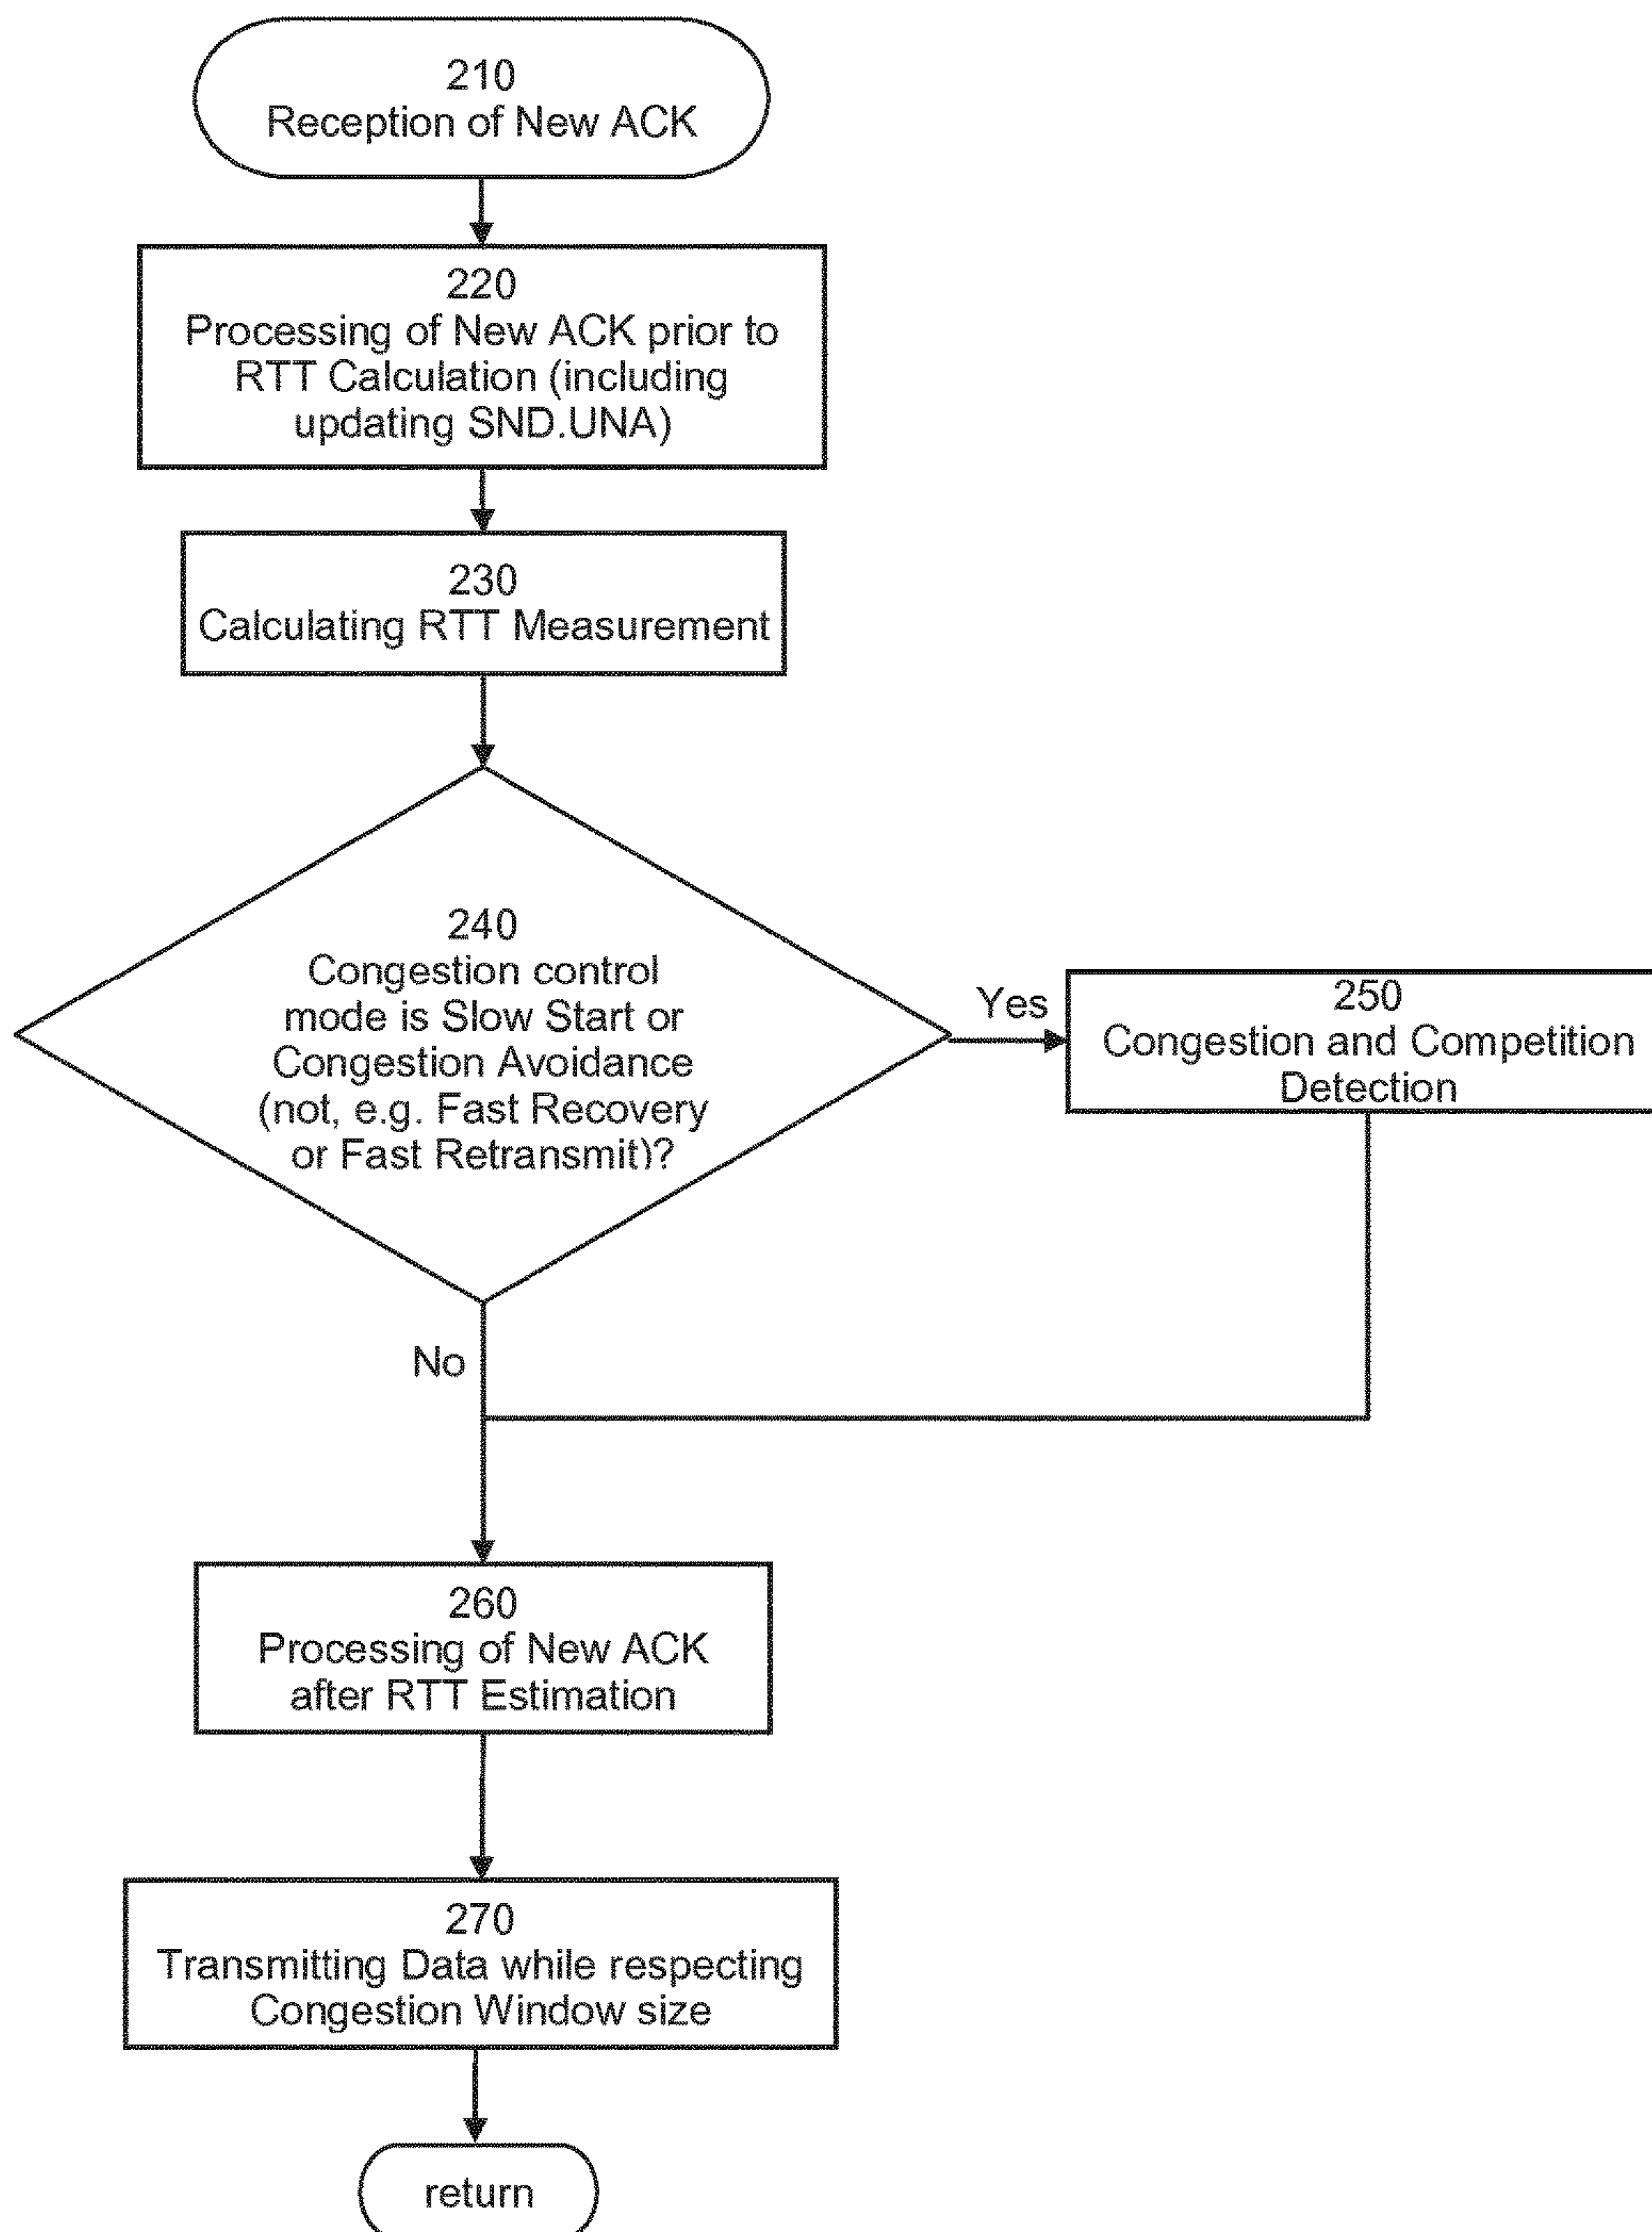 210
Reception of New ACK
220
Processing of New ACK prior to
RTT Calculation (including
updating SND.UNA)
230
Calculating RTT Measurement
240
Congestion control
mode is Slow Start or
Congestion Avoidance
(not, e.g. Fast Recovery
or Fast Retransmit)?
Yes
250
Congestion and Competition
Detection
No
260
Processing of New ACK
after RTT Estimation
270
Transmitting Data while respecting
Congestion Window size
return